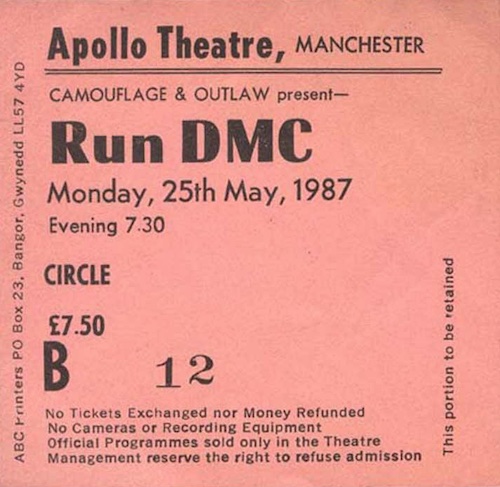 Apollo Theatre, MANCHESTER
CAMOUFLAGE & OUTLAW present—
Run DMC
Monday, 25th May, 1987
Evening 7.30
CIRCLE
£7.50
B 12
No Tickets Exchanged nor Money Refunded
No Cameras or Recording Equipment
Official Programmes sold only in the Theatre
Management reserve the right to refuse admission
ABC Printers PO Box 23, Bangor, Gwynedd LL57 4YD
This portion to be retained